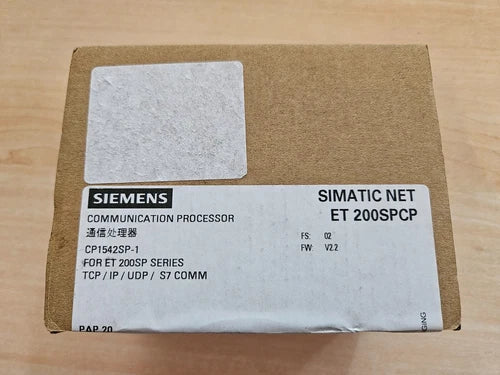 SIEMENS
SIMATIC NET
ET 200SPCP
COMMUNICATION PROCESSOR
通信处理器
CP1542SP-1
FOR ET 200SP SERIES
TCP / IP / UDP / S7 COMM
FS: 02
FW: V2.2
PAP 20
GING